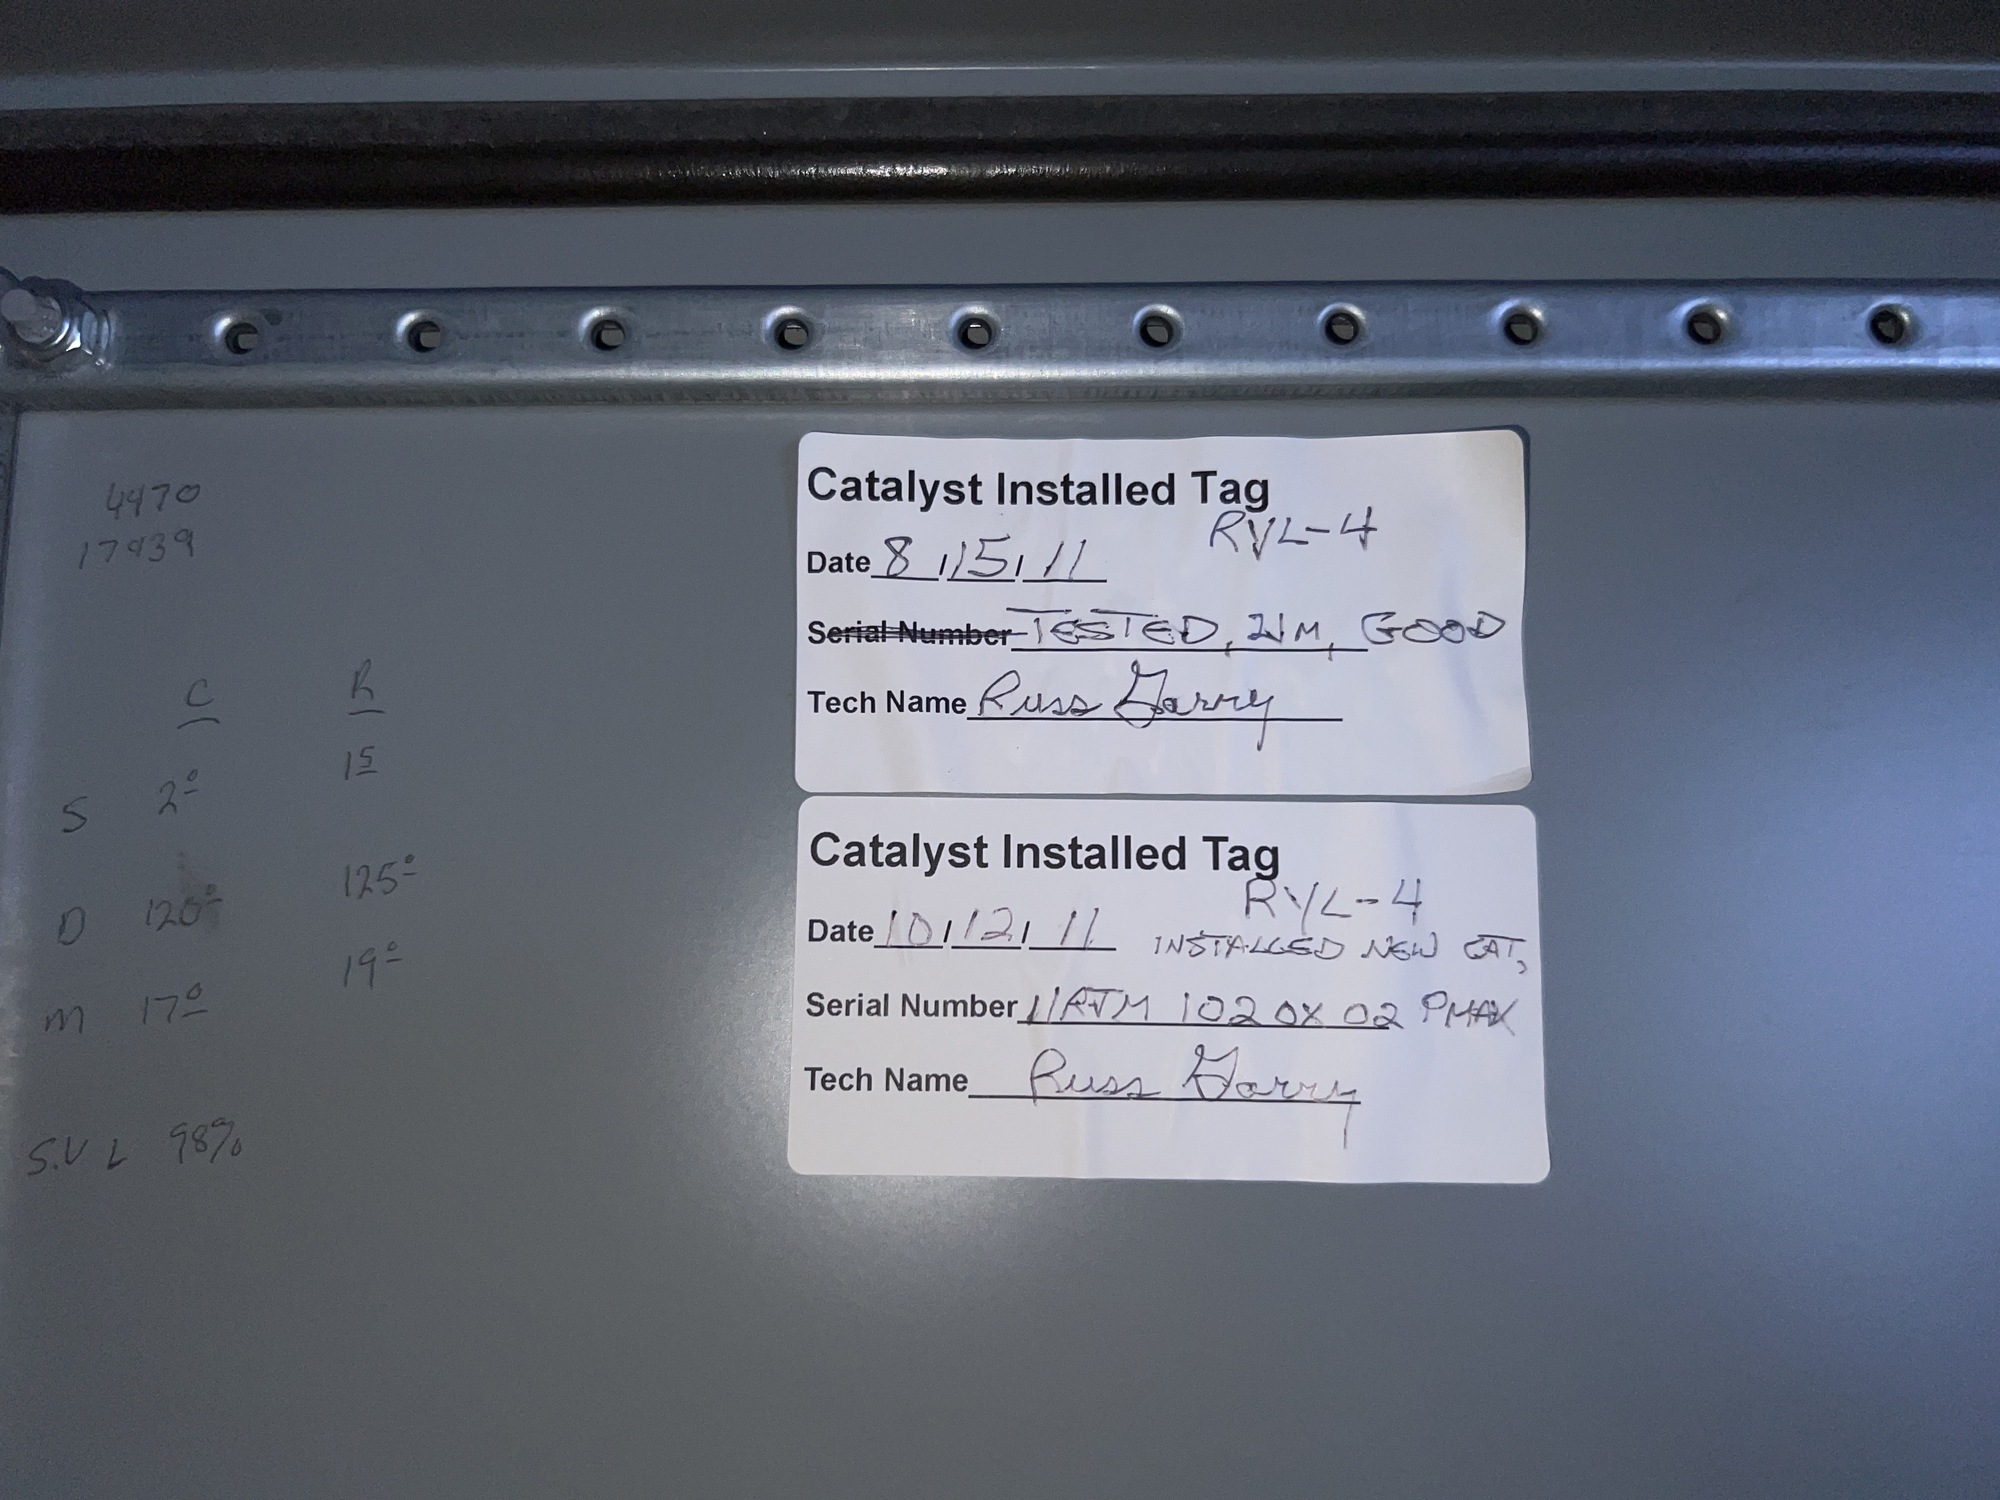 4470
17939
C R
S 2° 15
D 120° 125°
M 17° 19°
S.V L 98%
Catalyst Installed Tag
RVL-4
Date 8/15/11
Serial Number TESTED, GOOD
Tech Name Russ Garry
Catalyst Installed Tag
RVL-4
Date 10/12/11 INSTALLED NEW CAT,
Serial Number 102 0X 02 PMAX
Tech Name Russ Garry